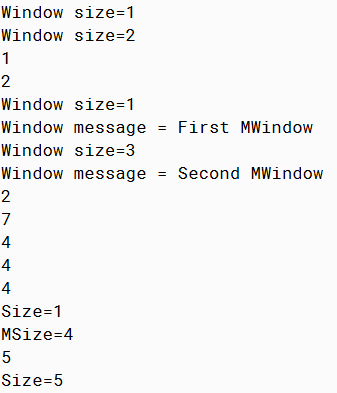 Window size=1
Window size=2
1
2
Window size=1
Window message = First MWindow
Window size=3
Window message = Second MWindow
2
7
4
4
4
Size=1
MSize=4
5
Size=5